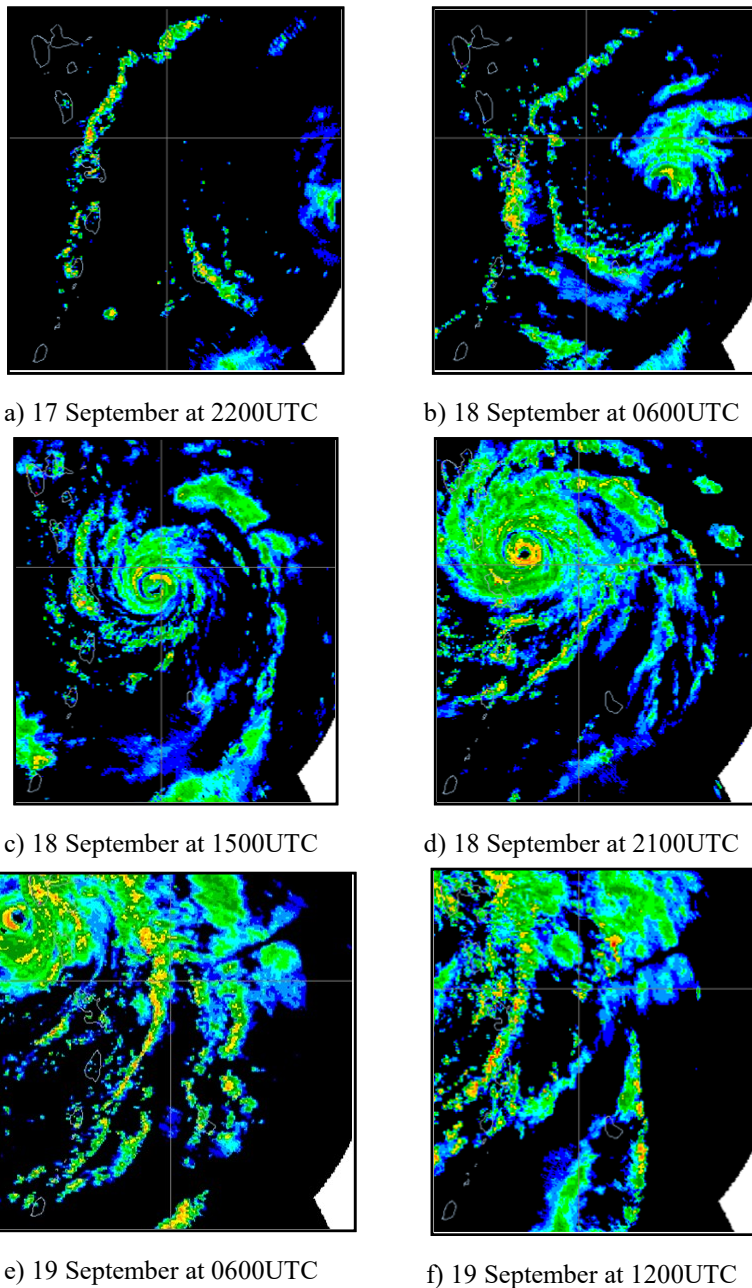 a) 17 September at 2200UTC
b) 18 September at 0600UTC
c) 18 September at 1500UTC
d) 18 September at 2100UTC
e) 19 September at 0600UTC
f) 19 September at 1200UTC